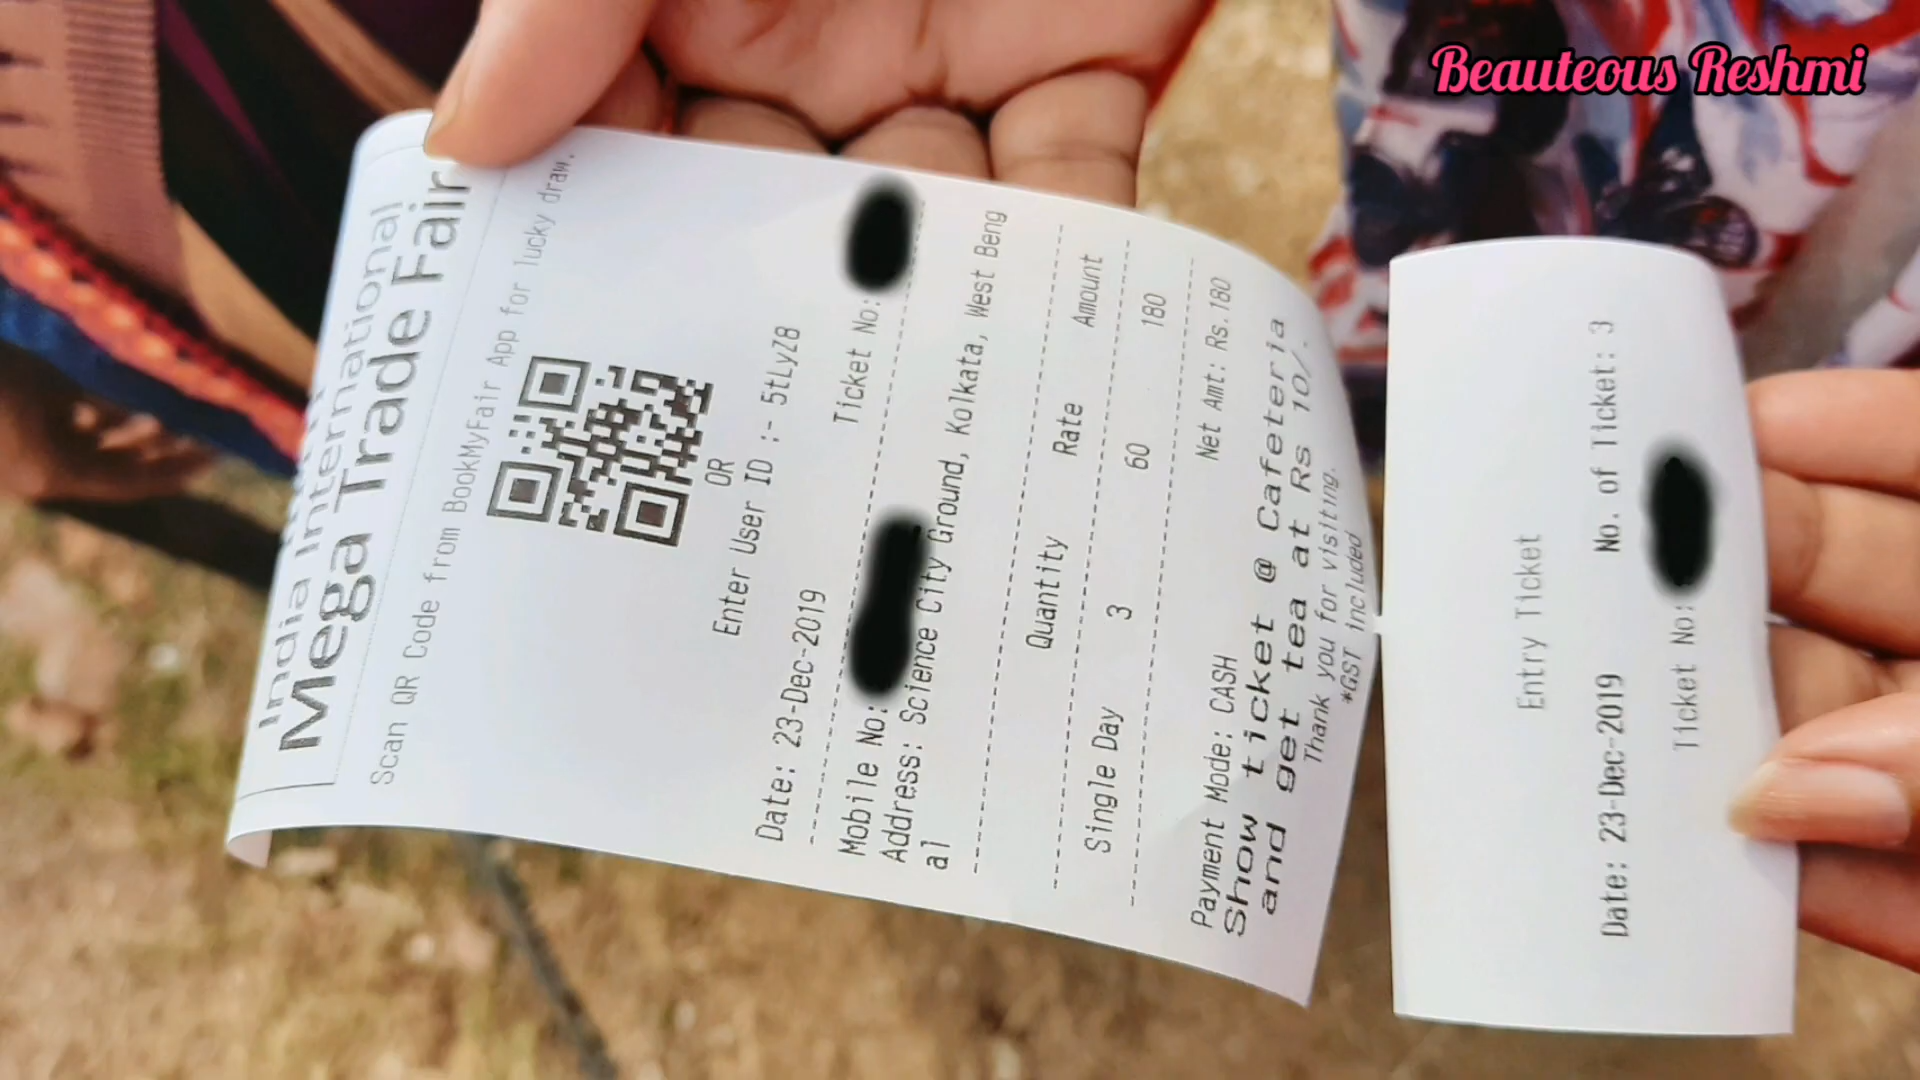 Beauteous Reshmi
India International
Mega Trade Fair
Scan QR Code from BookMyFair App for lucky draw.
OR
Enter User ID :- 5tLyZ8
Date: 23-Dec-2019
Ticket No:
Mobile No:
Address: Science City Ground, Kolkata, West Beng
al
Quantity Rate Amount
Single Day 3 60 180
Payment Mode: CASH Net Amt: Rs.180
Show ticket @ Cafeteria
and get tea at Rs 10/.
Thank you for visiting.
*GST included
Entry Ticket
Date: 23-Dec-2019 No. of Ticket: 3
Ticket No: